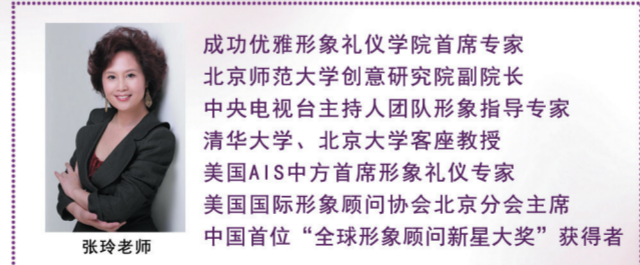 成功优雅形象礼仪学院首席专家
北京师范大学创意研究院副院长
中央电视台主持人团队形象指导专家
清华大学、北京大学客座教授
美国AIS中方首席形象礼仪专家
美国国际形象顾问协会北京分会主席
中国首位“全球形象顾问新星大奖”获得者
张玲老师